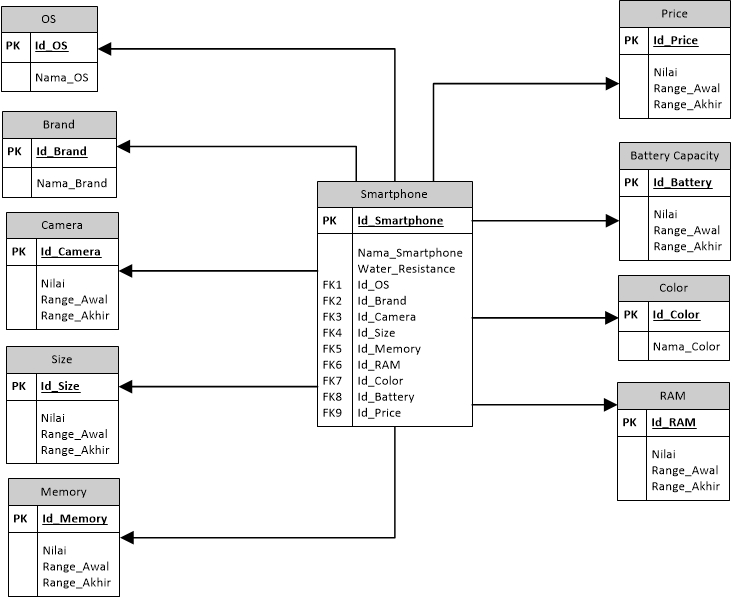 OS
PK Id_OS
Nama_OS
Brand
PK Id_Brand
Nama_Brand
Camera
PK Id_Camera
Nilai
Range_Awal
Range_Akhir
Size
PK Id_Size
Nilai
Range_Awal
Range_Akhir
Memory
PK Id_Memory
Nilai
Range_Awal
Range_Akhir
Smartphone
PK Id_Smartphone
Nama_Smartphone
Water_Resistance
FK1 Id_OS
FK2 Id_Brand
FK3 Id_Camera
FK4 Id_Size
FK5 Id_Memory
FK6 Id_RAM
FK7 Id_Color
FK8 Id_Battery
FK9 Id_Price
Price
PK Id_Price
Nilai
Range_Awal
Range_Akhir
Battery Capacity
PK Id_Battery
Nilai
Range_Awal
Range_Akhir
Color
PK Id_Color
Nama_Color
RAM
PK Id_RAM
Nilai
Range_Awal
Range_Akhir